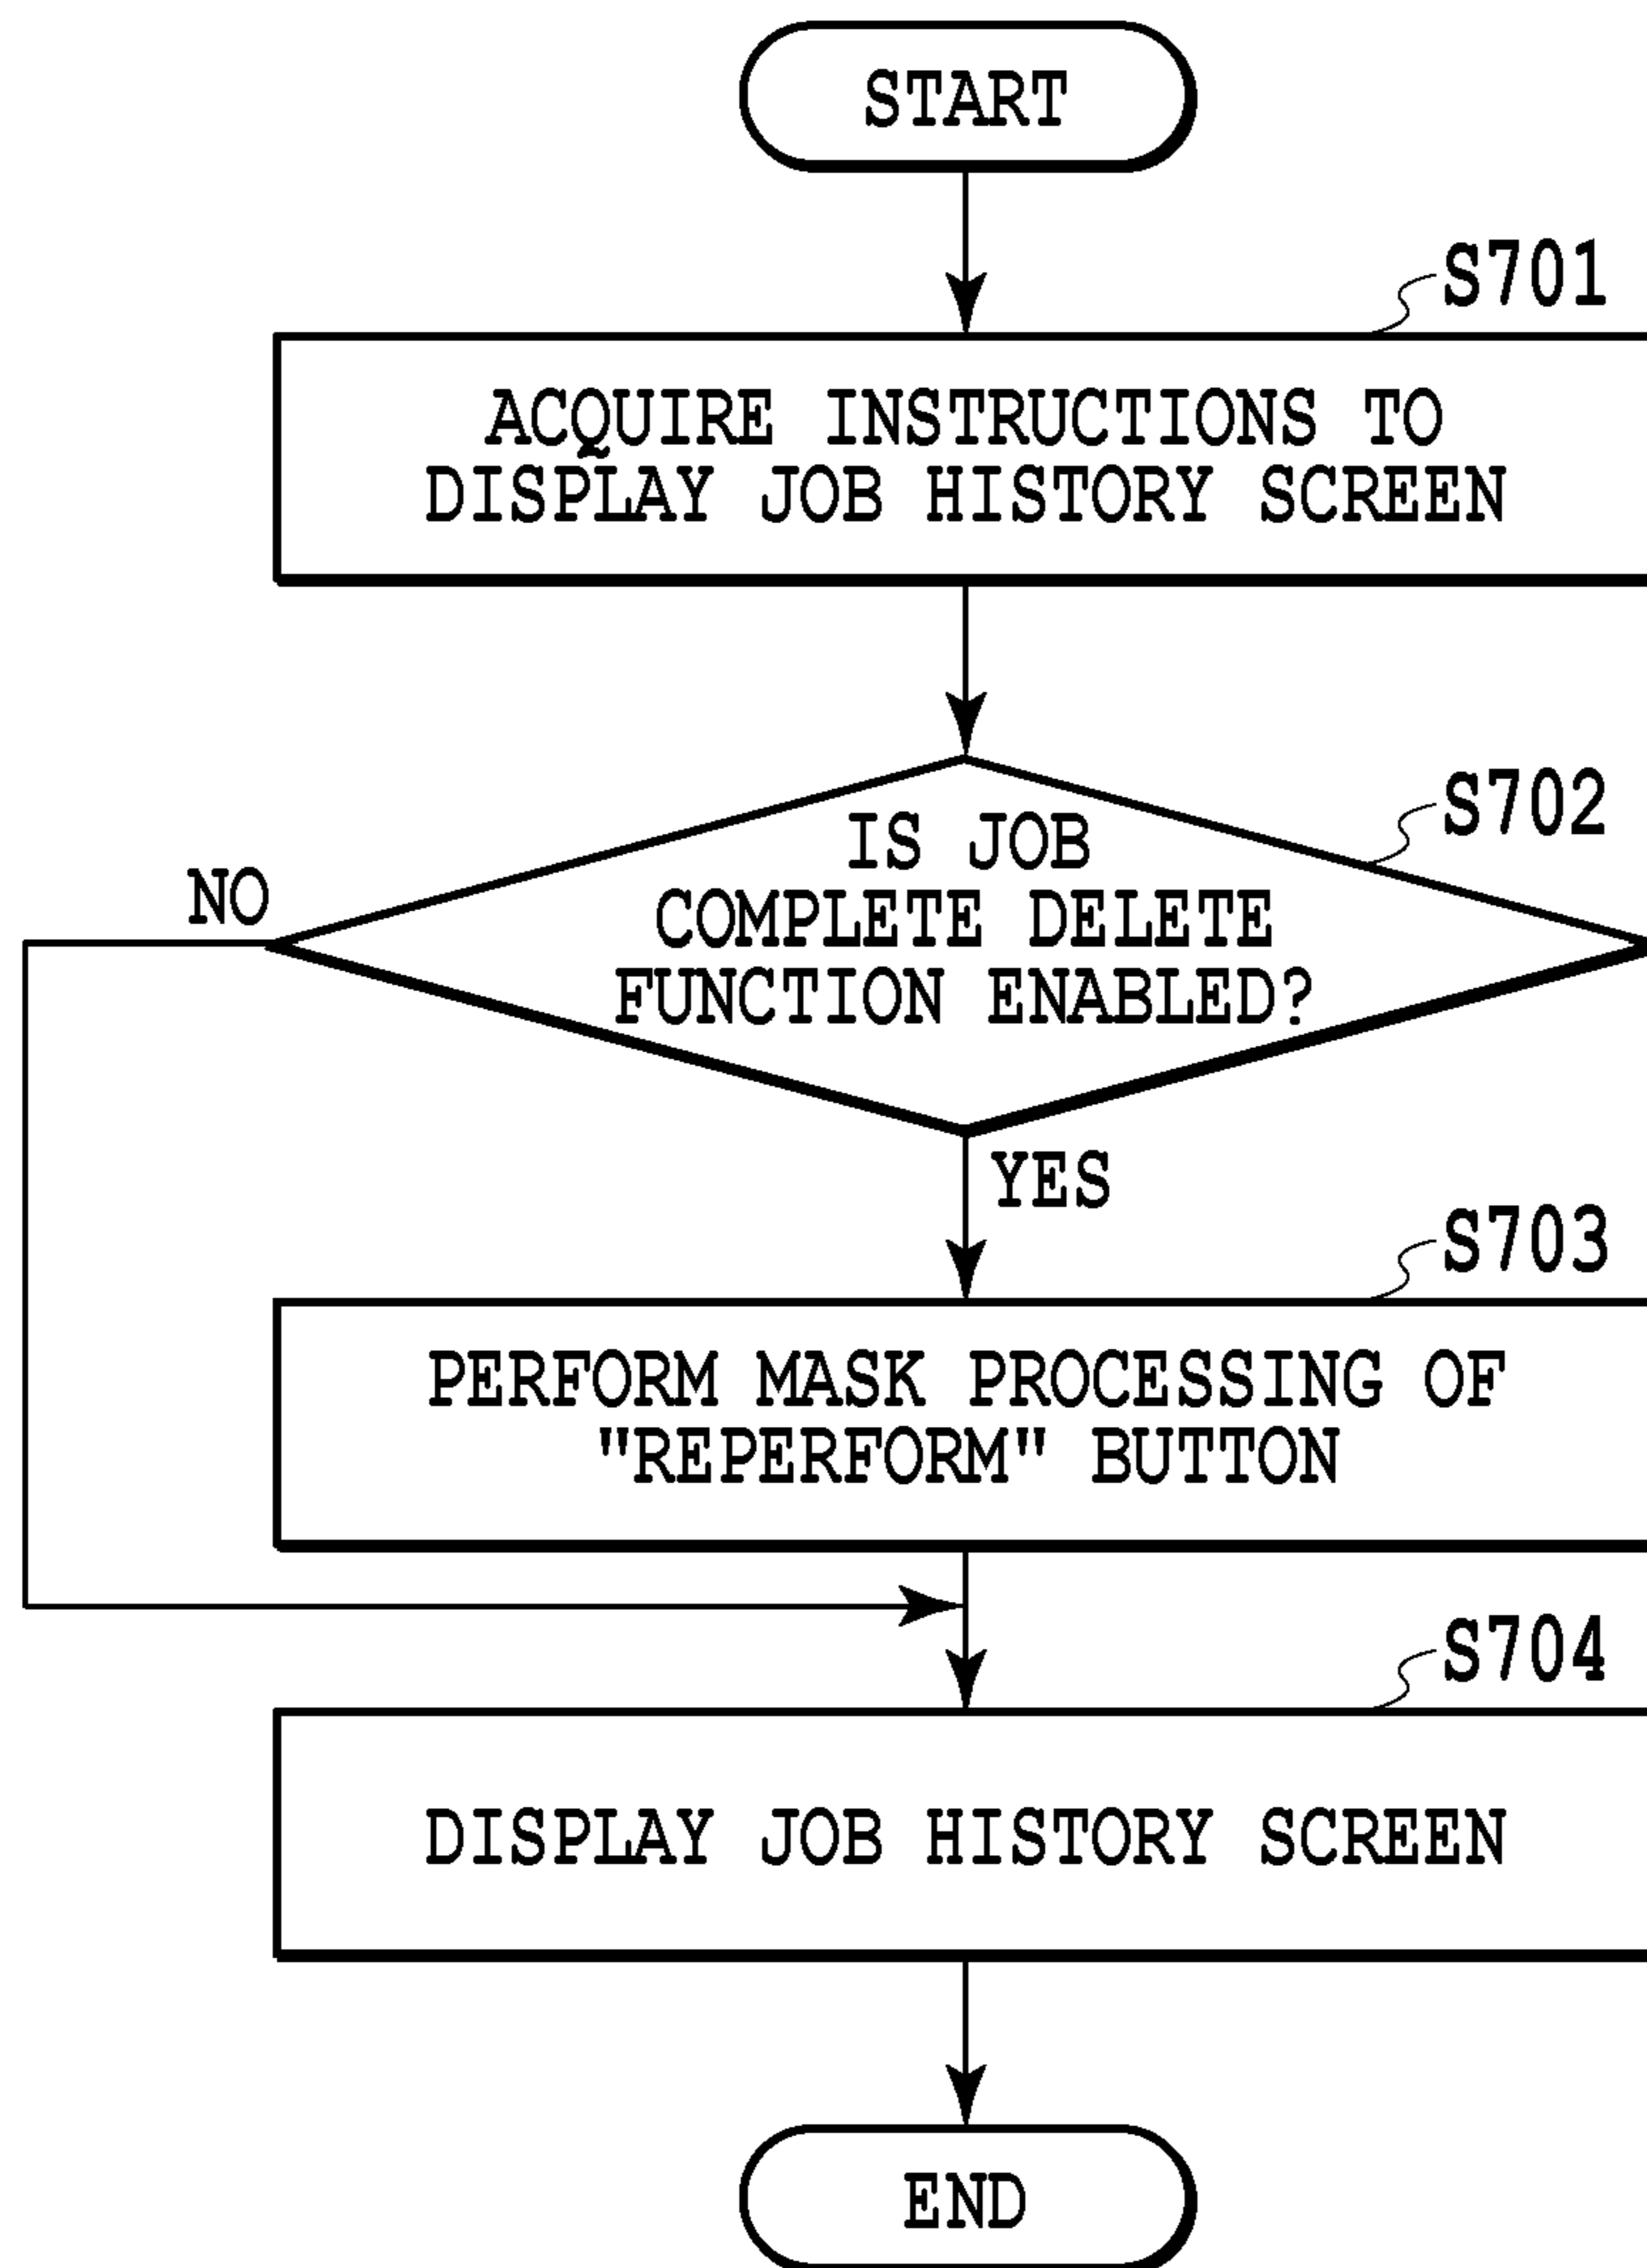 START
S701
ACQUIRE INSTRUCTIONS TO
DISPLAY JOB HISTORY SCREEN
S702
IS JOB
COMPLETE DELETE
FUNCTION ENABLED?
NO
YES
S703
PERFORM MASK PROCESSING OF
"REPERFORM" BUTTON
S704
DISPLAY JOB HISTORY SCREEN
END